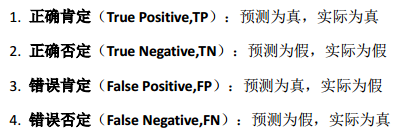 1. 正确肯定（True Positive,TP）：预测为真，实际为真
2. 正确否定（True Negative,TN）：预测为假，实际为假
3. 错误肯定（False Positive,FP）：预测为真，实际为假
4. 错误否定（False Negative,FN）：预测为假，实际为真